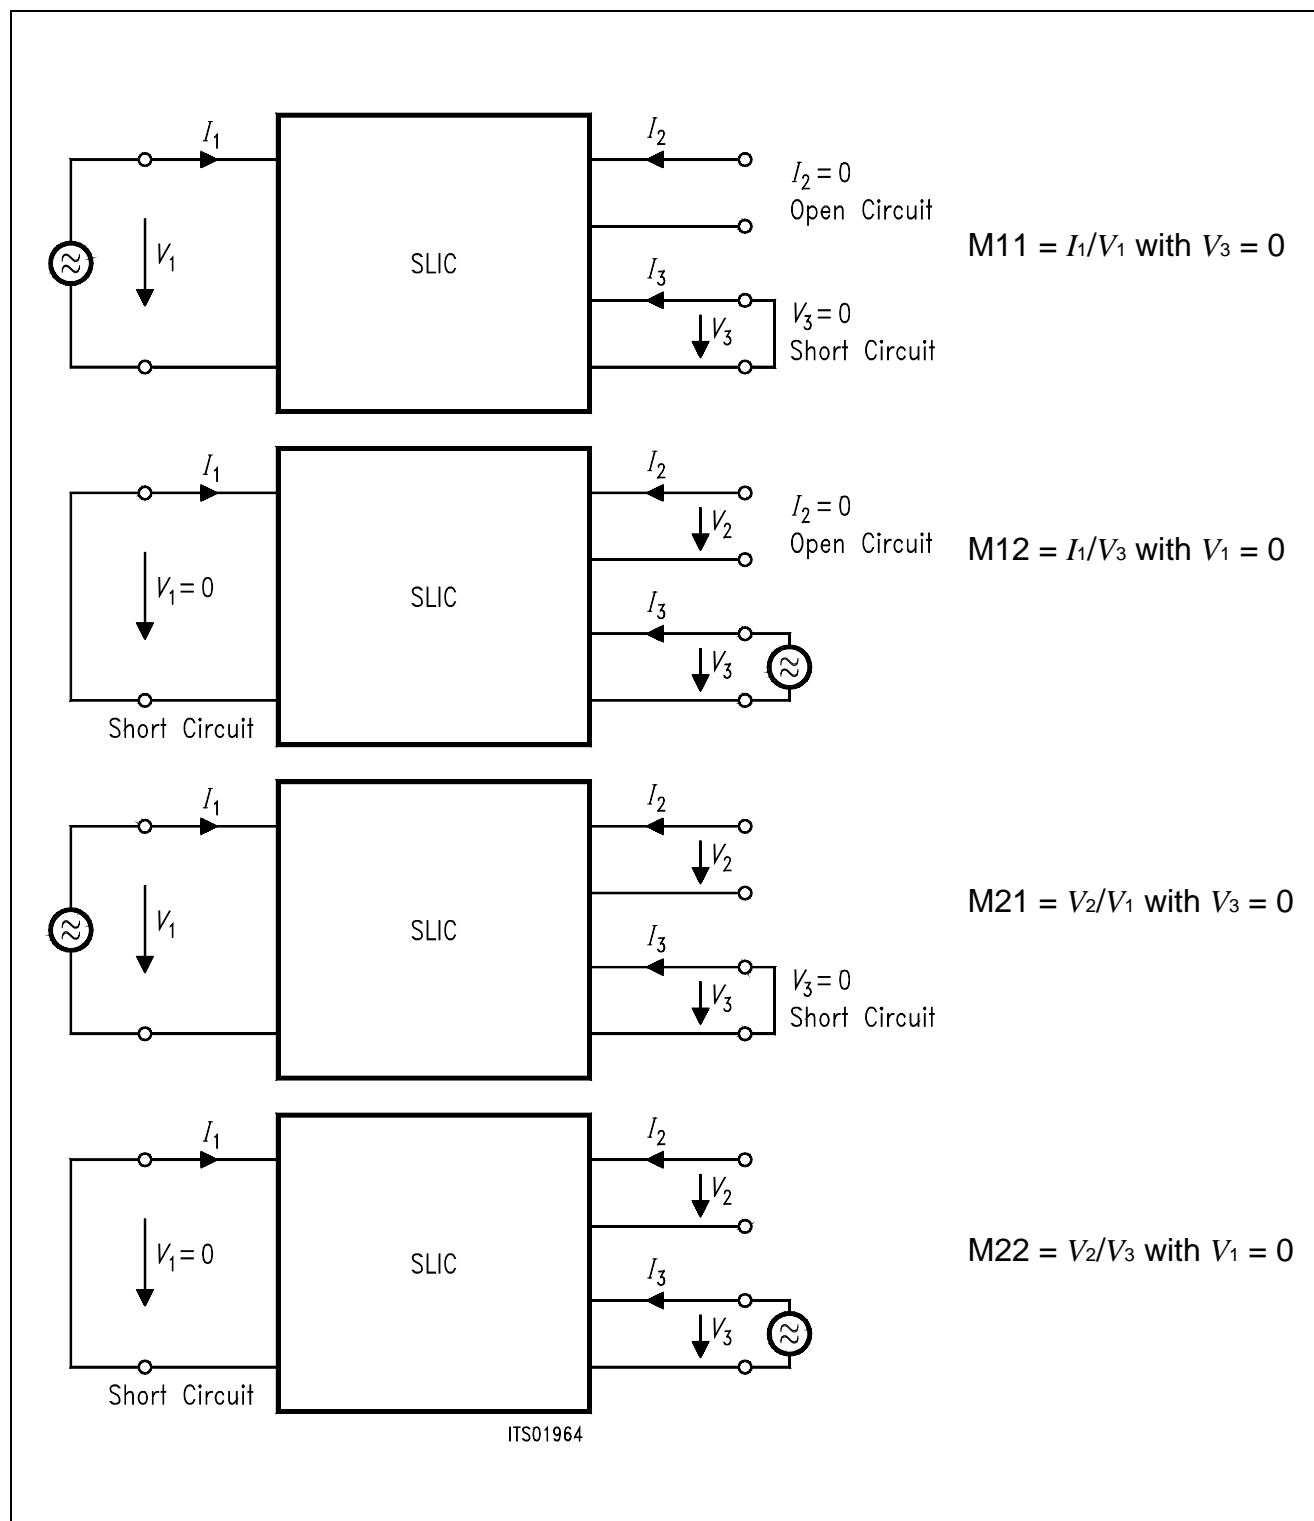 I1
I2
I2 = 0
Open Circuit
V1
SLIC
M11 = I1/V1 with V3 = 0
I3
V3
V3 = 0
Short Circuit
I1
I2
V2
I2 = 0
Open Circuit
V1 = 0
SLIC
M12 = I1/V3 with V1 = 0
I3
V3
Short Circuit
I1
I2
V2
V1
SLIC
M21 = V2/V1 with V3 = 0
I3
V3
V3 = 0
Short Circuit
I1
I2
V2
V1 = 0
SLIC
M22 = V2/V3 with V1 = 0
I3
V3
Short Circuit
ITS01964